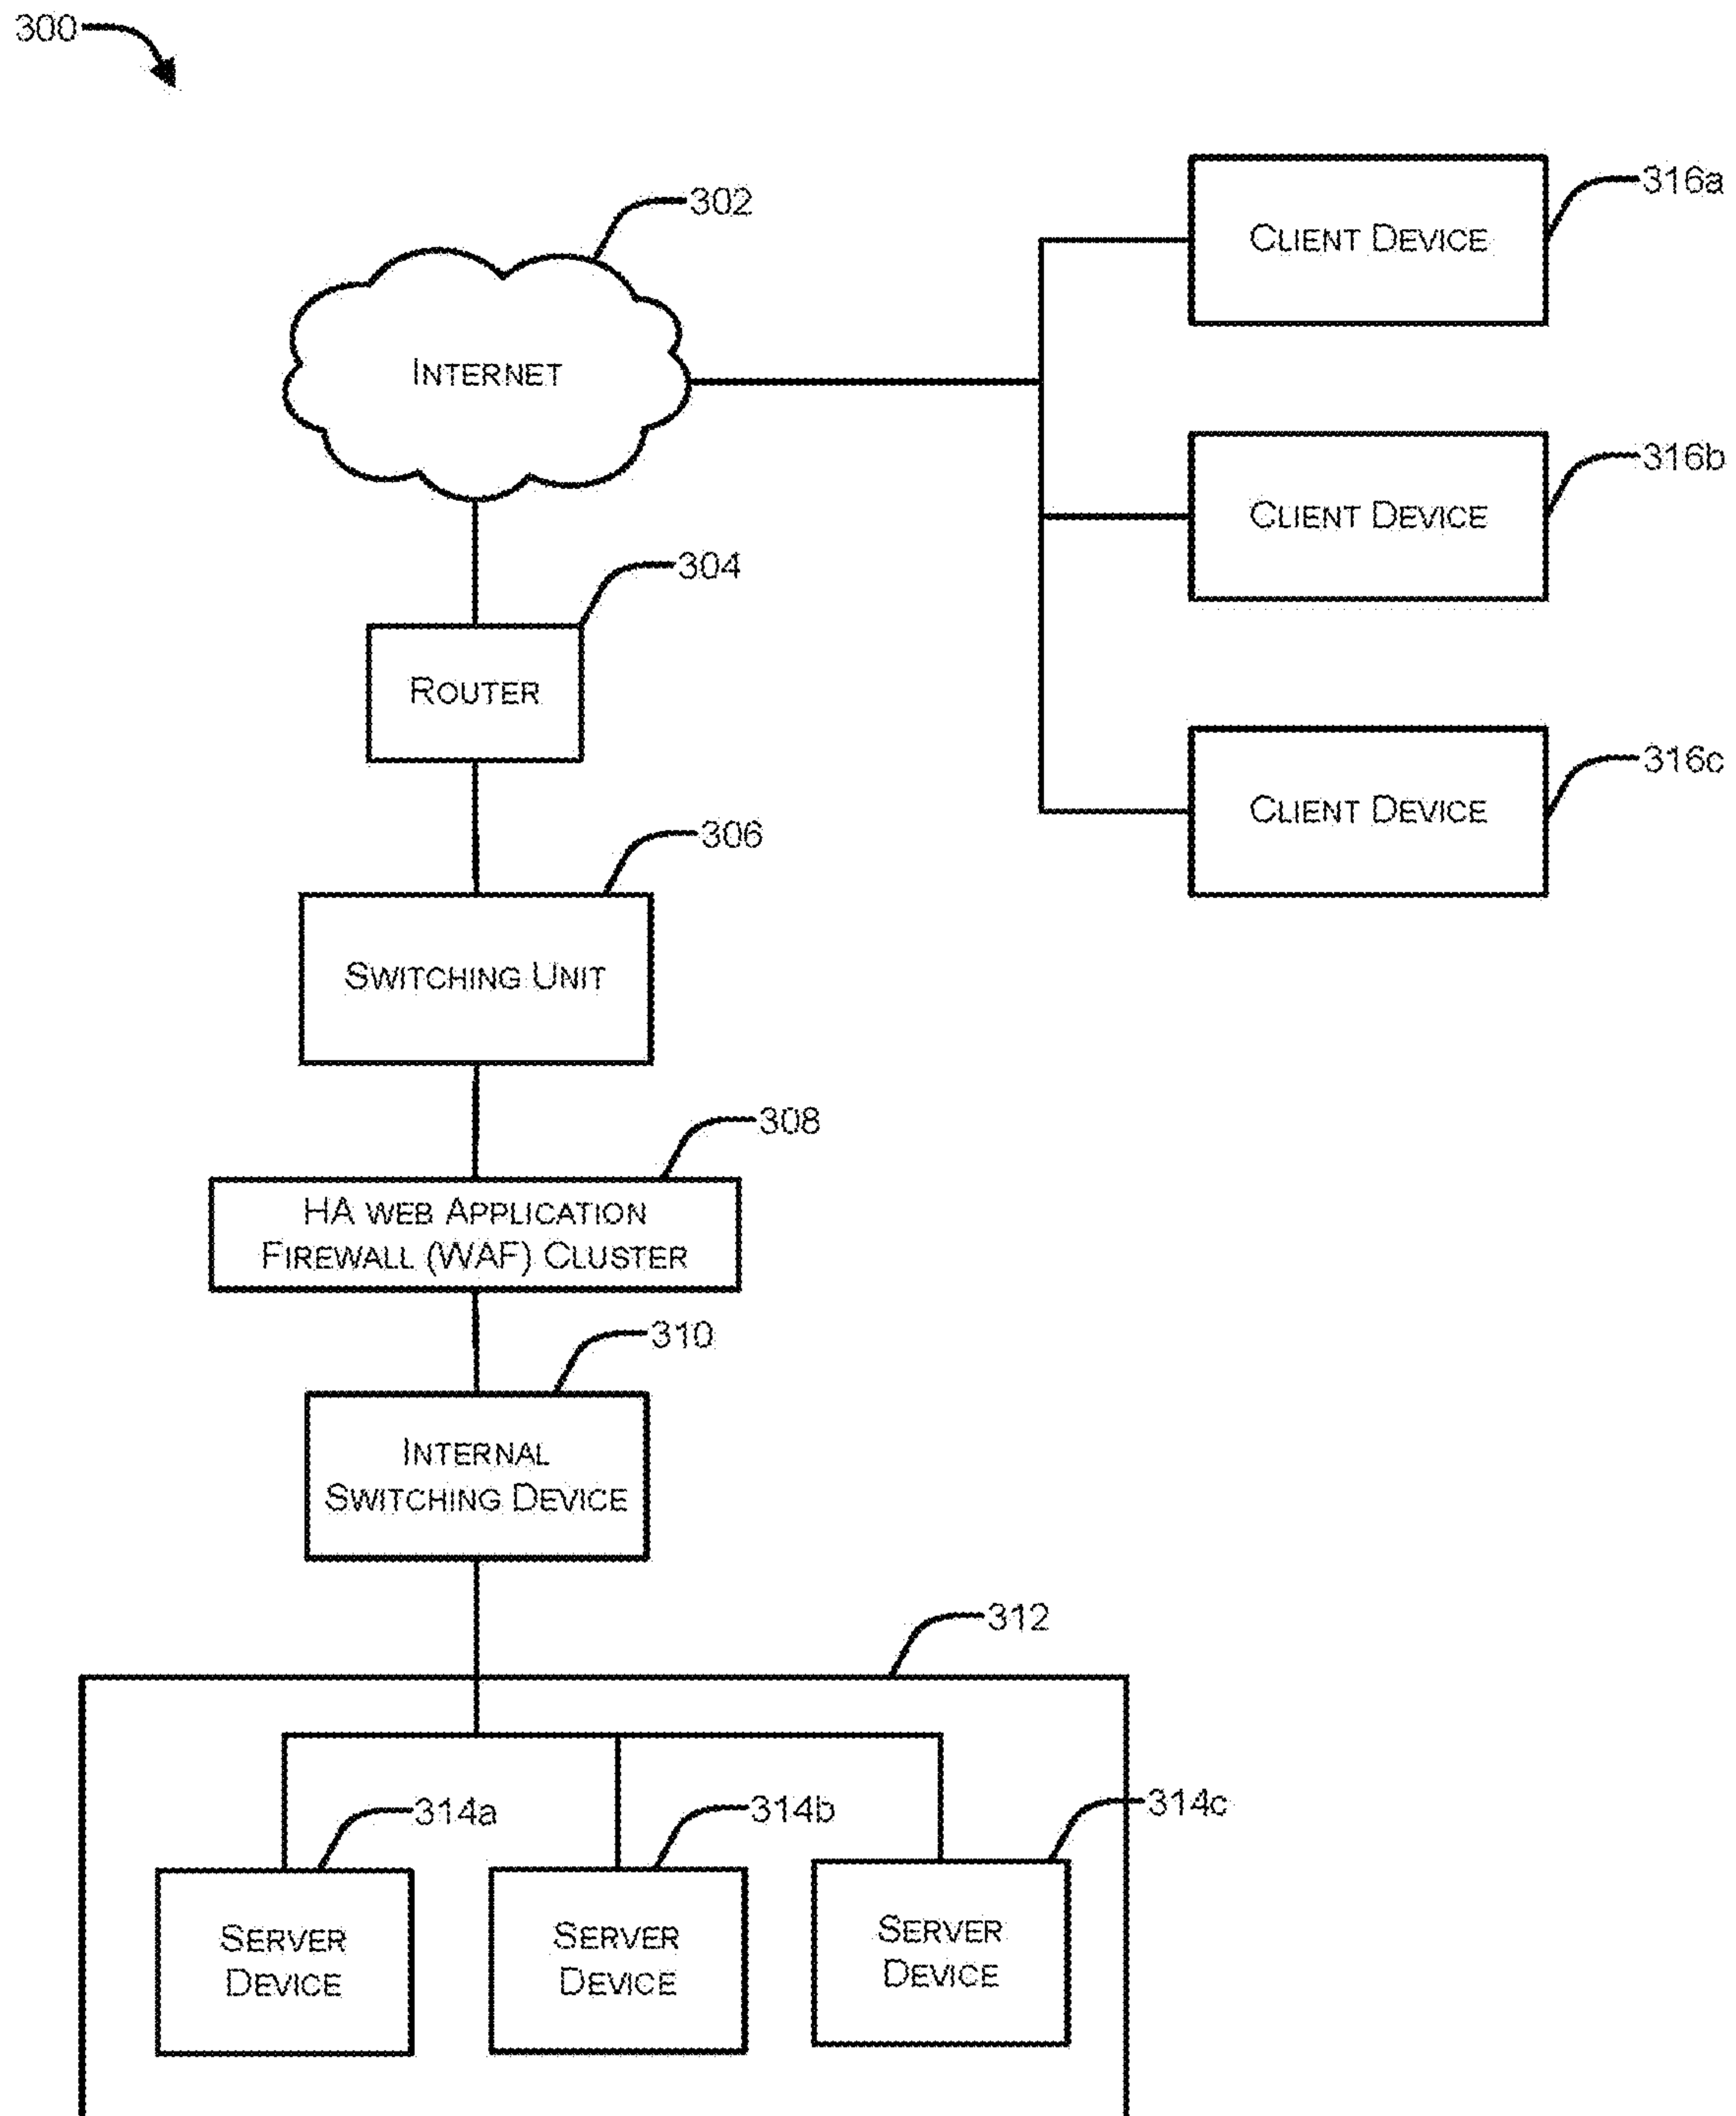 300
302
316a
CLIENT DEVICE
INTERNET
316b
CLIENT DEVICE
304
ROUTER
316c
CLIENT DEVICE
306
SWITCHING UNIT
308
HA WEB APPLICATION
FIREWALL (WAF) CLUSTER
310
INTERNAL
SWITCHING DEVICE
312
314a
314b
314c
SERVER
DEVICE
SERVER
DEVICE
SERVER
DEVICE